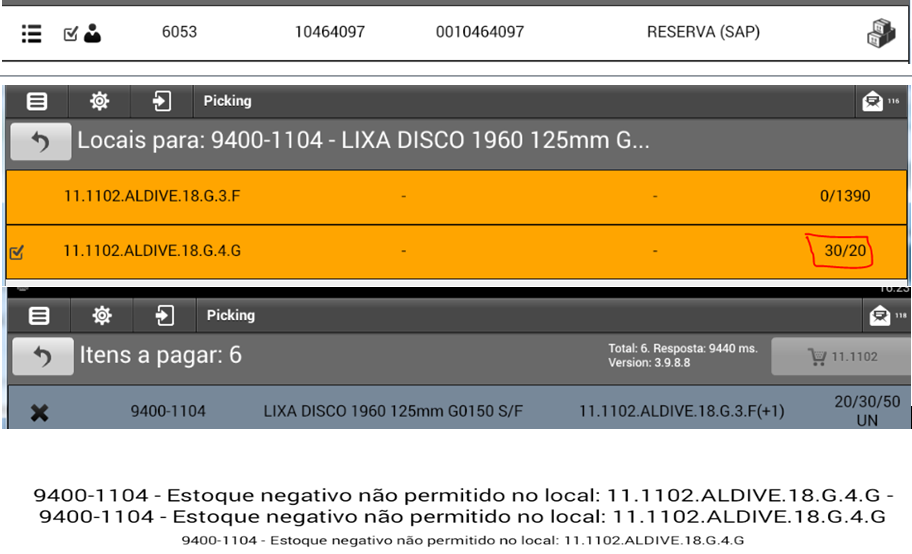 6053 10464097 0010464097 RESERVA (SAP)
Picking 116
Locais para: 9400-1104 - LIXA DISCO 1960 125mm G...
11.1102.ALDIVE.18.G.3.F - - 0/1390
11.1102.ALDIVE.18.G.4.G - - 30/20
16:23
Picking 118
Itens a pagar: 6
Total: 6. Resposta: 9440 ms.
Version: 3.9.8.8
11.1102
9400-1104 LIXA DISCO 1960 125mm G0150 S/F 11.1102.ALDIVE.18.G.3.F(+1) 20/30/50
UN
9400-1104 - Estoque negativo não permitido no local: 11.1102.ALDIVE.18.G.4.G -
9400-1104 - Estoque negativo não permitido no local: 11.1102.ALDIVE.18.G.4.G
9400-1104 - Estoque negativo não permitido no local: 11.1102.ALDIVE.18.G.4.G